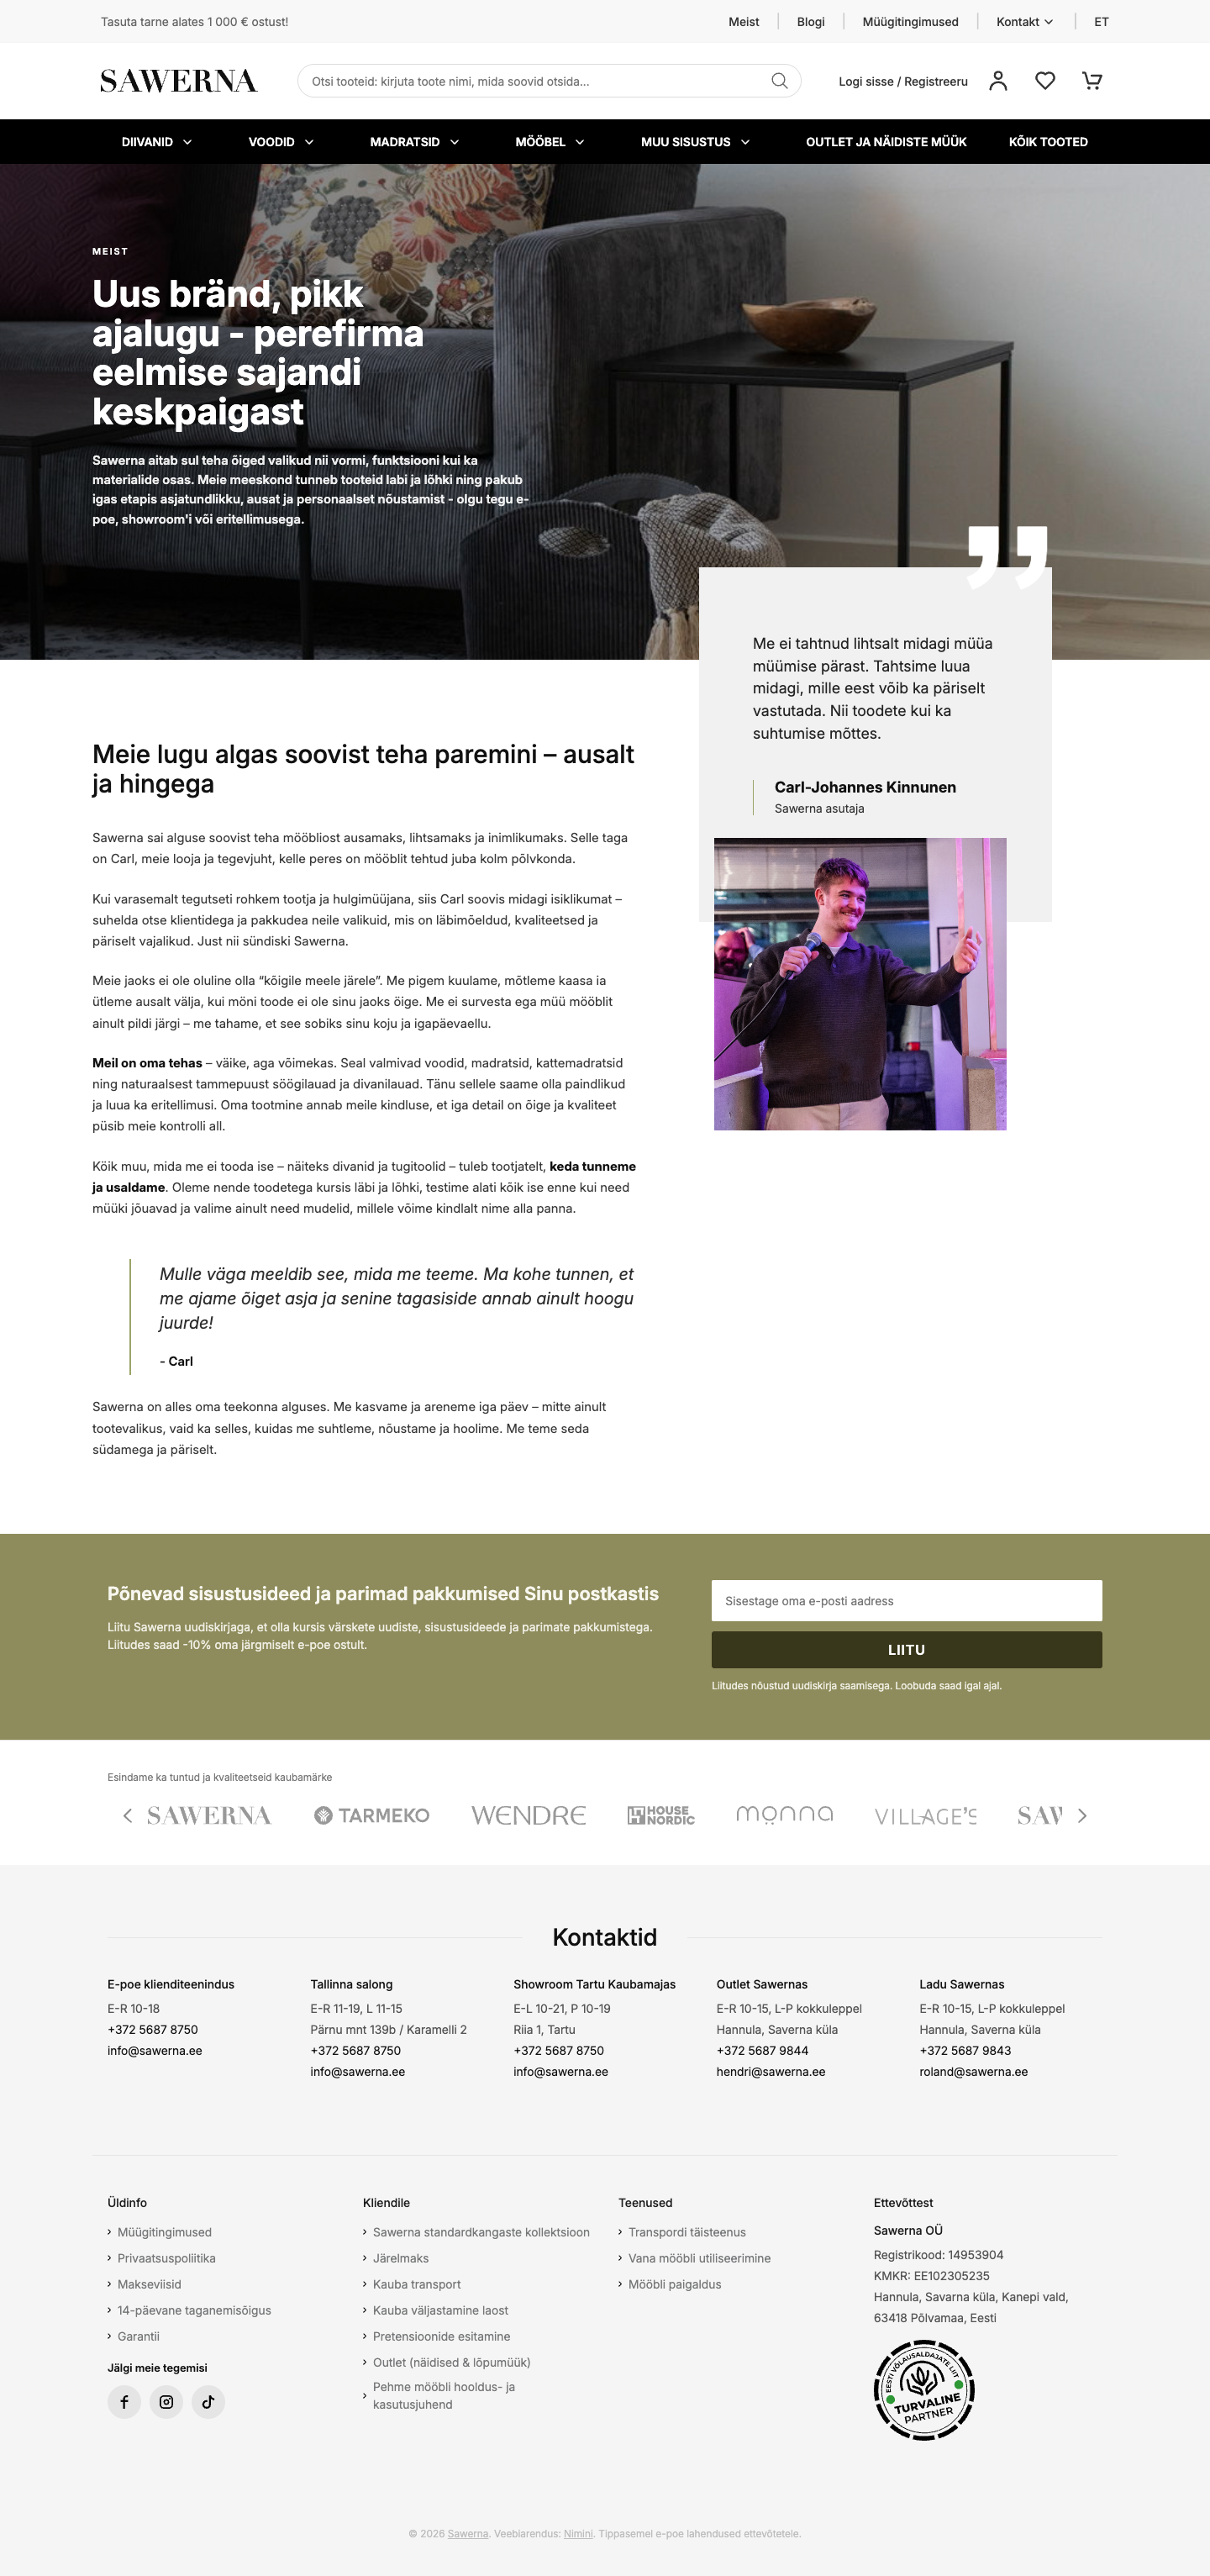 Tasuta tarne alates 1 000 € ostust!
Meist
Blogi
Müügitingimused
Kontakt
ET
SAWERNA
Otsi tooteid: kirjuta toote nimi, mida soovid otsida...
Logi sisse / Registreeru
DIIVANID
VOODID
MADRATSID
MÖÖBEL
MUU SISUSTUS
OUTLET JA NÄIDISTE MÜÜK
KÕIK TOOTED
MEIST
Uus bränd, pikk
ajalugu - perefirma
eelmise sajandi
keskpaigast
Sawerna aitab sul teha õiged valikud nii vormi, funktsiooni kui ka
materialide osas. Meie meeskond tunneb tooteid labi ja lõhki ning pakub
igas etapis asjatundlikku, ausat ja personaalset nõustamist - olgu tegu e-
poe, showroom'i või eritellimusega.
Me ei tahtnud lihtsalt midagi müüa
müümise pärast. Tahtsime luua
midagi, mille eest võib ka päriselt
vastutada. Nii toodete kui ka
suhtumise mõttes.
Carl-Johannes Kinnunen
Sawerna asutaja
Meie lugu algas soovist teha paremini – ausalt
ja hingega
Sawerna sai alguse soovist teha mööbliost ausamaks, lihtsamaks ja inimlikumaks. Selle taga
on Carl, meie looja ja tegevjuht, kelle peres on mööblit tehtud juba kolm põlvkonda.
Kui varasemalt tegutseti rohkem tootja ja hulgimüüjana, siis Carl soovis midagi isiklikumat –
suhelda otse klientidega ja pakkudea neile valikuid, mis on läbimõeldud, kvaliteetsed ja
päriselt vajalikud. Just nii sündiski Sawerna.
Meie jaoks ei ole oluline olla “kõigile meele järele”. Me pigem kuulame, mõtleme kaasa ia
ütleme ausalt välja, kui mõni toode ei ole sinu jaoks õige. Me ei survesta ega müü mööblit
ainult pildi järgi – me tahame, et see sobiks sinu koju ja igapäevaellu.
Meil on oma tehas – väike, aga võimekas. Seal valmivad voodid, madratsid, kattemadratsid
ning naturaalsest tammepuust söögilauad ja divanilauad. Tänu sellele saame olla paindlikud
ja luua ka eritellimusi. Oma tootmine annab meile kindluse, et iga detail on õige ja kvaliteet
püsib meie kontrolli all.
Kõik muu, mida me ei tooda ise – näiteks divanid ja tugitoolid – tuleb tootjatelt, keda tunneme
ja usaldame. Oleme nende toodetega kursis läbi ja lõhki, testime alati kõik ise enne kui need
müüki jõuavad ja valime ainult need mudelid, millele võime kindlalt nime alla panna.
Mulle väga meeldib see, mida me teeme. Ma kohe tunnen, et
me ajame õiget asja ja senine tagasiside annab ainult hoogu
juurde!
- Carl
Sawerna on alles oma teekonna alguses. Me kasvame ja areneme iga päev – mitte ainult
tootevalikus, vaid ka selles, kuidas me suhtleme, nõustame ja hoolime. Me teme seda
südamega ja päriselt.
Põnevad sisustusideed ja parimad pakkumised Sinu postkastis
Liitu Sawerna uudiskirjaga, et olla kursis värskete uudiste, sisustusideede ja parimate pakkumistega.
Liitudes saad -10% oma järgmiselt e-poe ostult.
Sisestage oma e-posti aadress
LIITU
Liitudes nõustud uudiskirja saamisega. Loobuda saad igal ajal.
Esindame ka tuntud ja kvaliteetseid kaubamärke
SAWERNA
TARMEKO
WENDRE
HOUSE
NORDIC
monna
VILLAGE'S
SAW
Kontaktid
E-poe klienditeenindus
E-R 10-18
+372 5687 8750
info@sawerna.ee
Tallinna salong
E-R 11-19, L 11-15
Pärnu mnt 139b / Karamelli 2
+372 5687 8750
info@sawerna.ee
Showroom Tartu Kaubamajas
E-L 10-21, P 10-19
Riia 1, Tartu
+372 5687 8750
info@sawerna.ee
Outlet Sawernas
E-R 10-15, L-P kokkuleppel
Hannula, Saverna küla
+372 5687 9844
hendri@sawerna.ee
Ladu Sawernas
E-R 10-15, L-P kokkuleppel
Hannula, Saverna küla
+372 5687 9843
roland@sawerna.ee
Üldinfo
Müügitingimused
Privaatsuspoliitika
Makseviisid
14-päevane taganemisõigus
Garantii
Jälgi meie tegemisi
Kliendile
Sawerna standardkangaste kollektsioon
Järelmaks
Kauba transport
Kauba väljastamine laost
Pretensioonide esitamine
Outlet (näidised & lõpumüük)
Pehme mööbli hooldus- ja
kasutusjuhend
Teenused
Transpordi täisteenus
Vana mööbli utiliseerimine
Mööbli paigaldus
Ettevõttest
Sawerna OÜ
Registrikood: 14953904
KMKR: EE102305235
Hannula, Savarna küla, Kanepi vald,
63418 Põlvamaa, Eesti
EESTI VÕLAUSALDAJATE LIIT
TURVALINE
PARTNER
© 2026 Sawerna. Veebiarendus: Nimini. Tippasemel e-poe lahendused ettevõtetele.